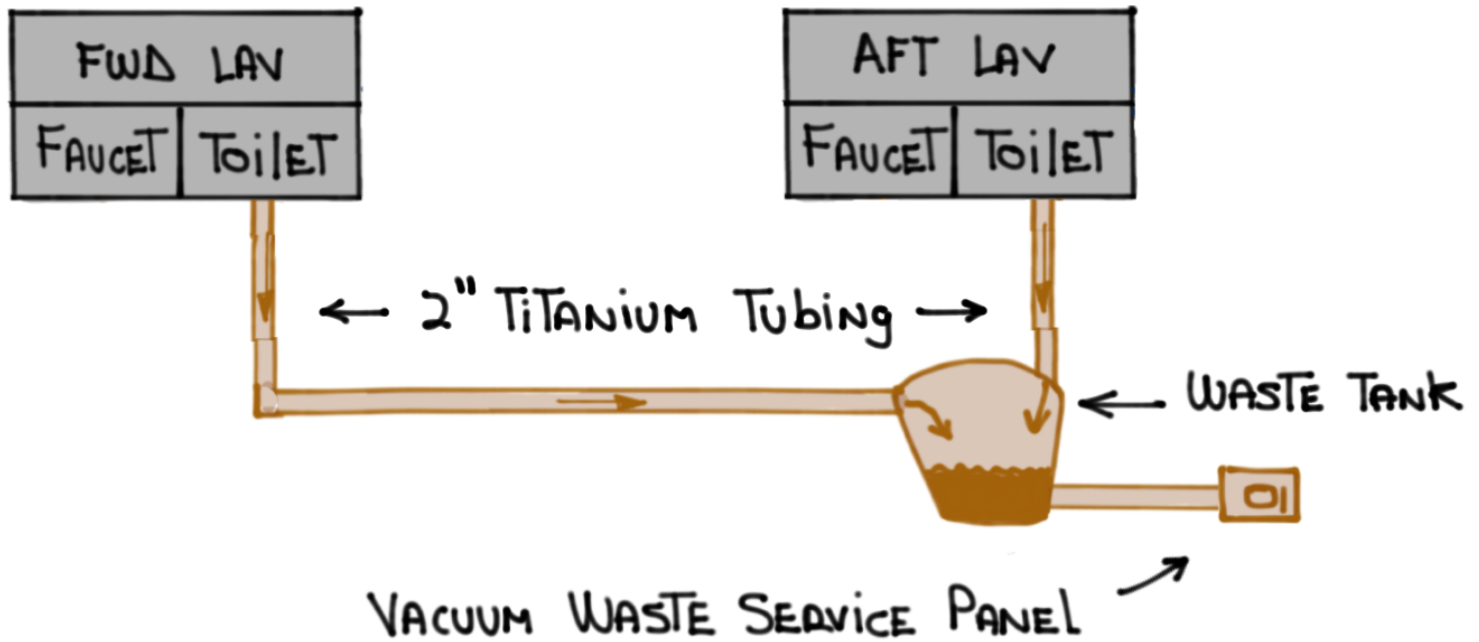 FWD LAV
FAUCET TOiLET
AFT LAV
FAUCET TOiLET
2" TiTANIUM TubiNg
WASTE TANK
VACUUM WASTE SERVICE PANEL